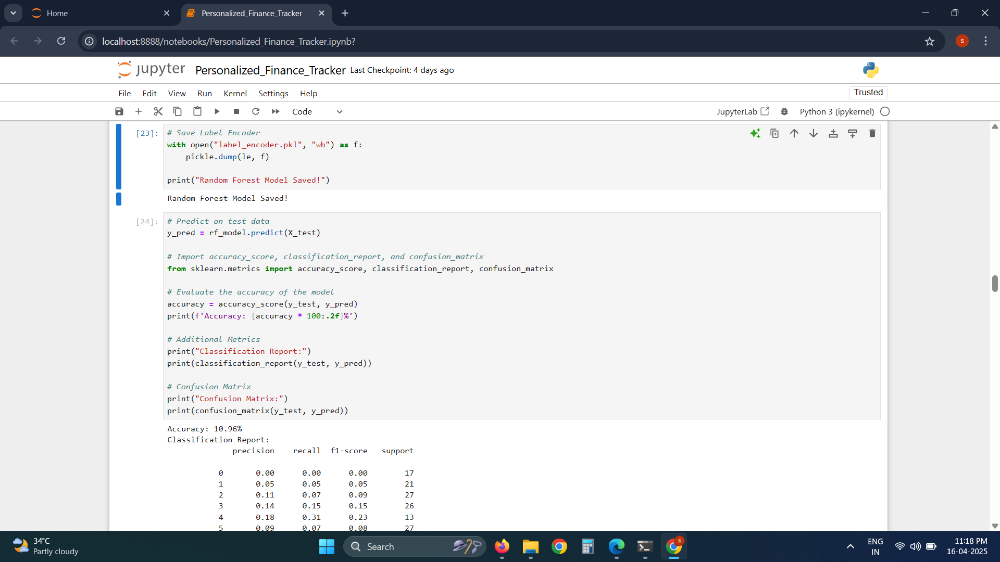 Home
Personalized_Finance_Tracker
localhost:8888/notebooks/Personalized_Finance_Tracker.ipynb?
S
jupyter Personalized_Finance_Tracker Last Checkpoint: 4 days ago
File Edit View Run Kernel Settings Help
Trusted
Code
JupyterLab
Python 3 (ipykernel)
[23]:
# Save Label Encoder
with open("label_encoder.pkl", "wb") as f:
    pickle.dump(le, f)
print("Random Forest Model Saved!")
Random Forest Model Saved!
[24]:
# Predict on test data
y_pred = rf_model.predict(X_test)
# Import accuracy_score, classification_report, and confusion_matrix
from sklearn.metrics import accuracy_score, classification_report, confusion_matrix
# Evaluate the accuracy of the model
accuracy = accuracy_score(y_test, y_pred)
print(f'Accuracy: {accuracy * 100:.2f}%')
# Additional Metrics
print("Classification Report:")
print(classification_report(y_test, y_pred))
# Confusion Matrix
print("Confusion Matrix:")
print(confusion_matrix(y_test, y_pred))
Accuracy: 10.96%
Classification Report:
precision recall f1-score support
0 0.00 0.00 0.00 17
1 0.05 0.05 0.05 21
2 0.11 0.07 0.09 27
3 0.14 0.15 0.15 26
4 0.18 0.31 0.23 13
5 0.09 0.07 0.08 27
34°C
Partly cloudy
Search
S
ENG
IN
11:18 PM
16-04-2025